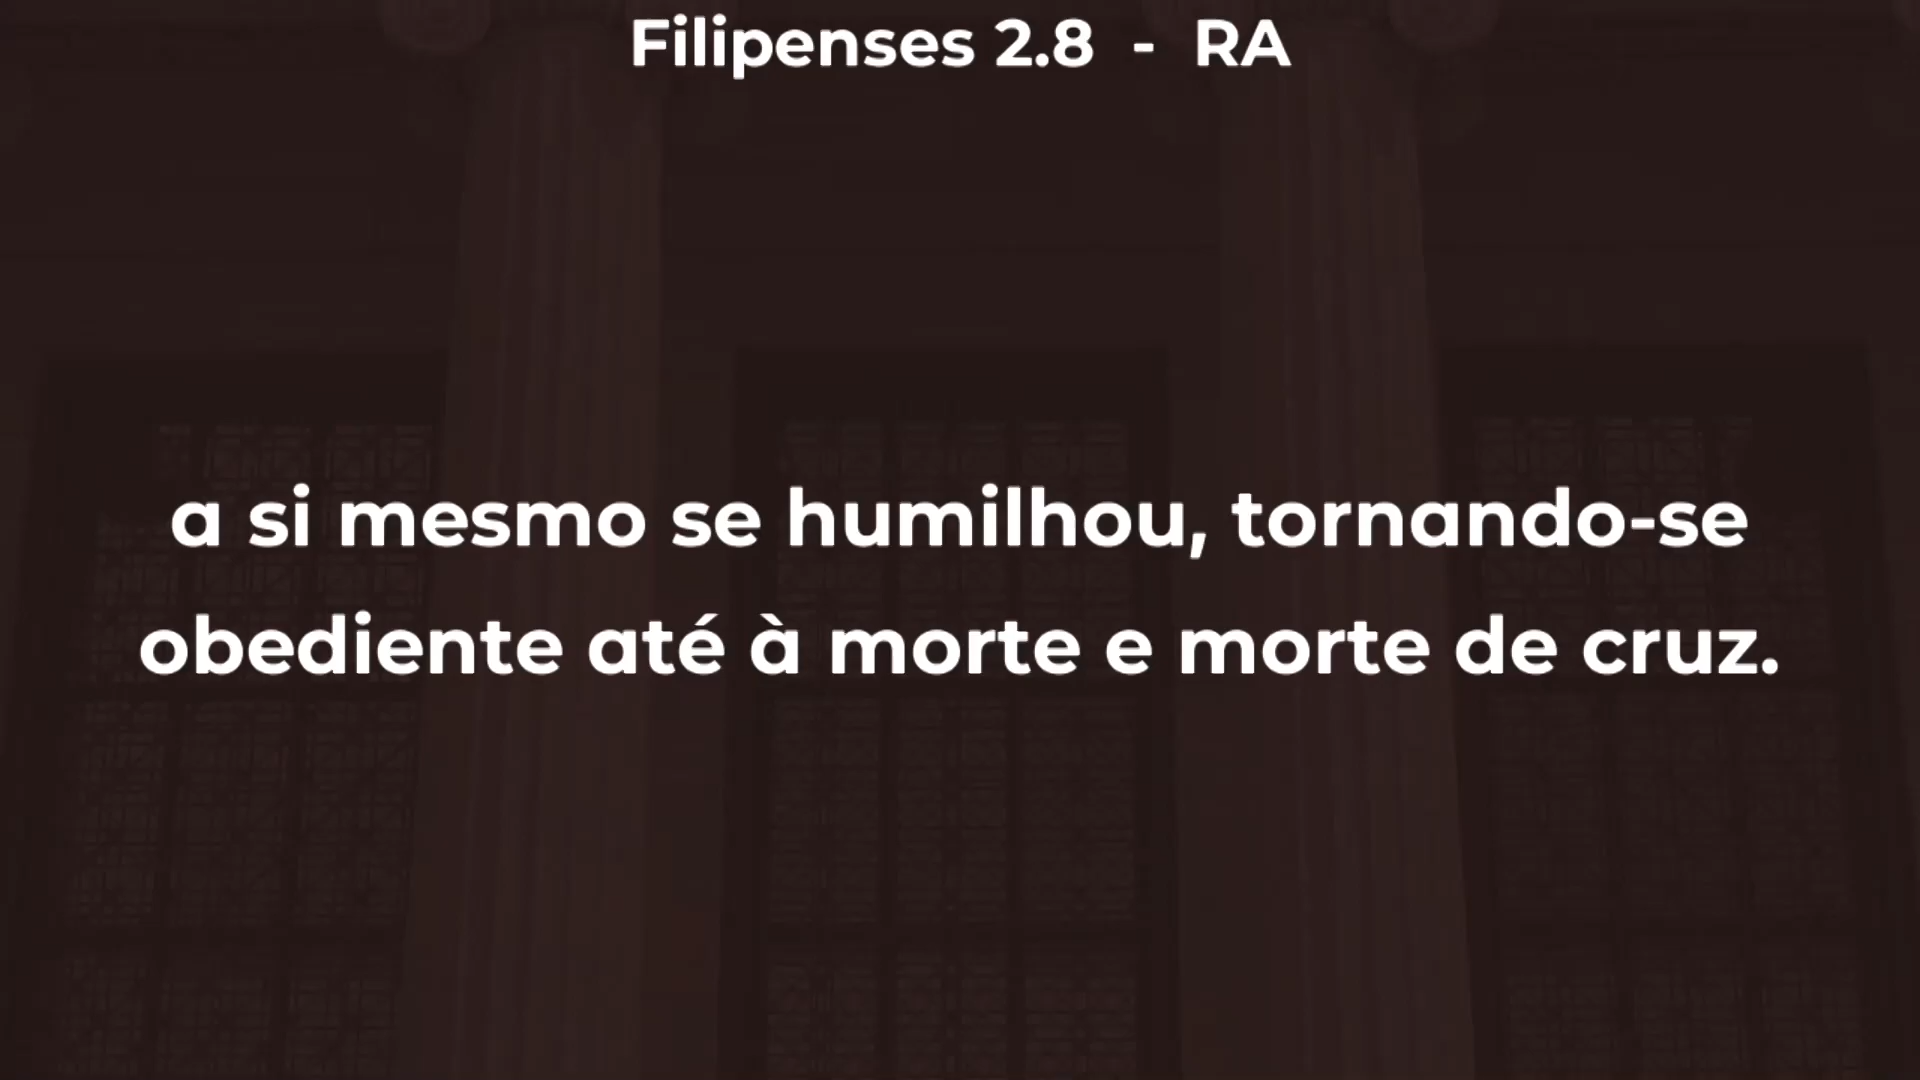 Filipenses 2.8 - RA
a si mesmo se humilhou, tornando-se
obediente até à morte e morte de cruz.